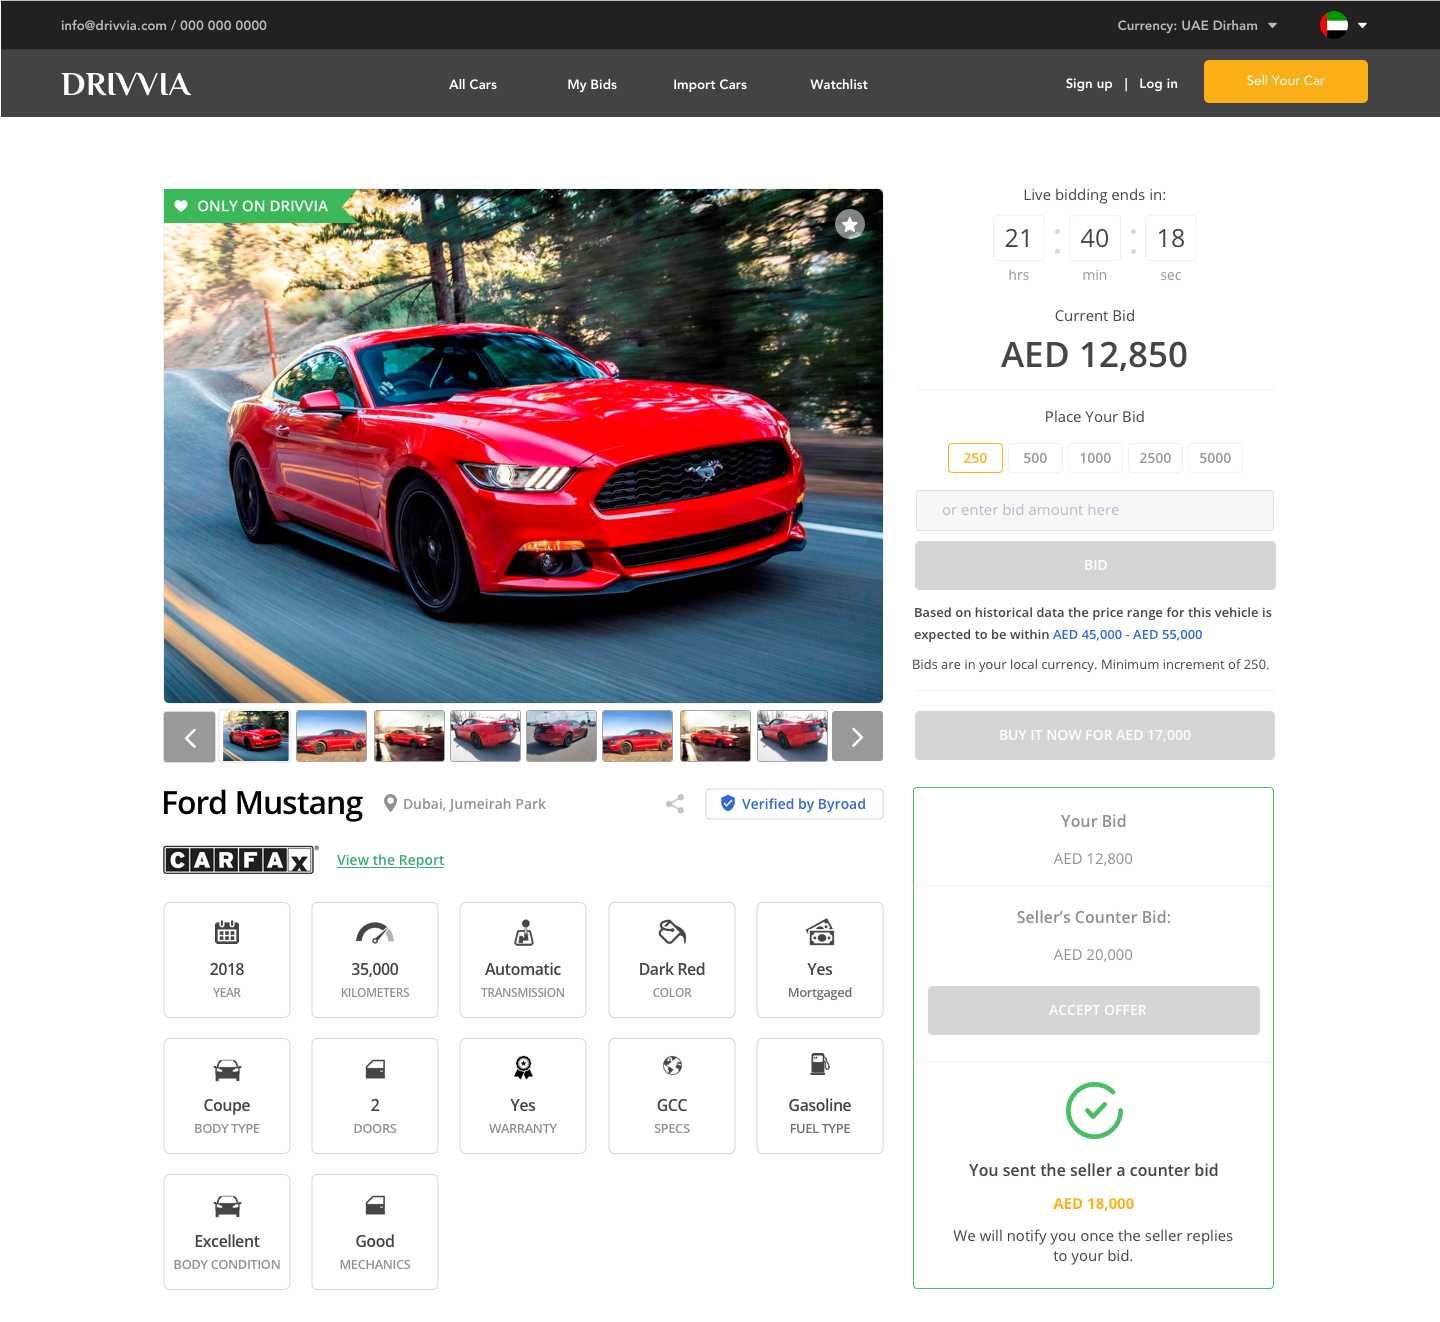 info@drivvia.com / 000 000 0000
Currency: UAE Dirham
DRIVVIA
All Cars
My Bids
Import Cars
Watchlist
Sign up | Log in
Sell Your Car
ONLY ON DRIVVIA
Live bidding ends in:
21 : 40 : 18
hrs min sec
Current Bid
AED 12,850
Place Your Bid
250 500 1000 2500 5000
or enter bid amount here
BID
Based on historical data the price range for this vehicle is
expected to be within AED 45,000 - AED 55,000
Bids are in your local currency. Minimum increment of 250.
BUY IT NOW FOR AED 17,000
Ford Mustang
Dubai, Jumeirah Park
Verified by Byroad
CARFAX®
View the Report
2018
YEAR
35,000
KILOMETERS
Automatic
TRANSMISSION
Dark Red
COLOR
Yes
Mortgaged
Coupe
BODY TYPE
2
DOORS
Yes
WARRANTY
GCC
SPECS
Gasoline
FUEL TYPE
Excellent
BODY CONDITION
Good
MECHANICS
Your Bid
AED 12,800
Seller’s Counter Bid:
AED 20,000
ACCEPT OFFER
You sent the seller a counter bid
AED 18,000
We will notify you once the seller replies
to your bid.